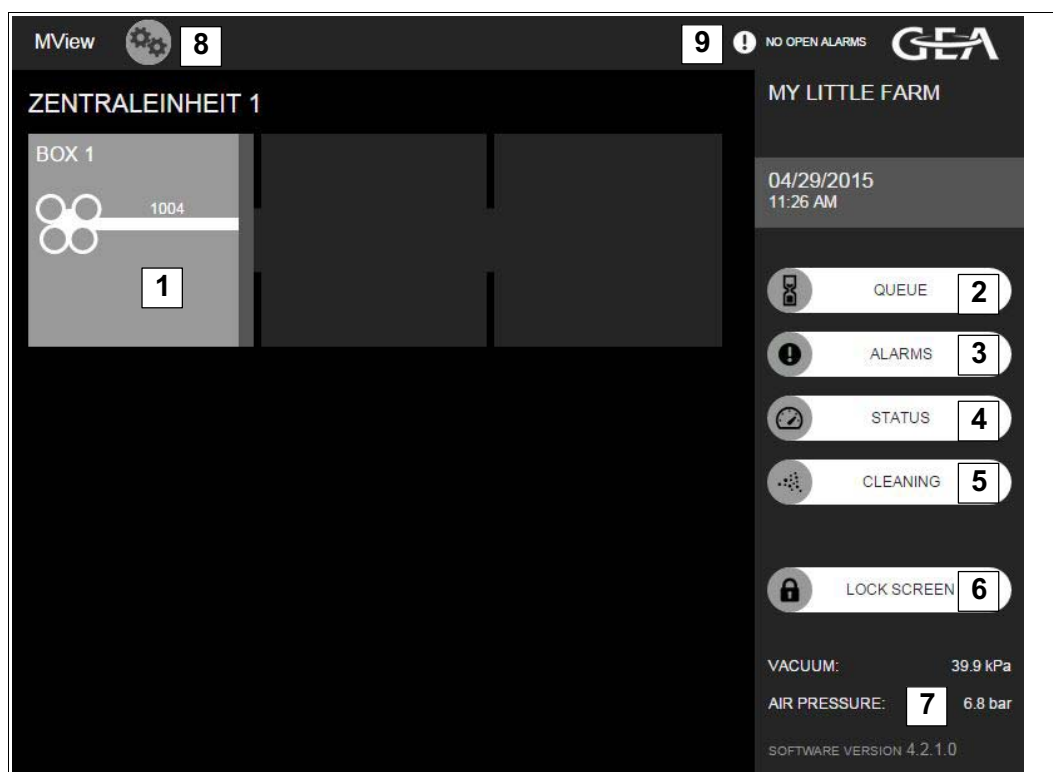 MView
8
9
NO OPEN ALARMS
GEA
ZENTRALEINHEIT 1
MY LITTLE FARM
BOX 1
1004
1
04/29/2015
11:26 AM
QUEUE 2
ALARMS 3
STATUS 4
CLEANING 5
LOCK SCREEN 6
VACUUM: 39.9 kPa
AIR PRESSURE: 7 6.8 bar
SOFTWARE VERSION 4.2.1.0